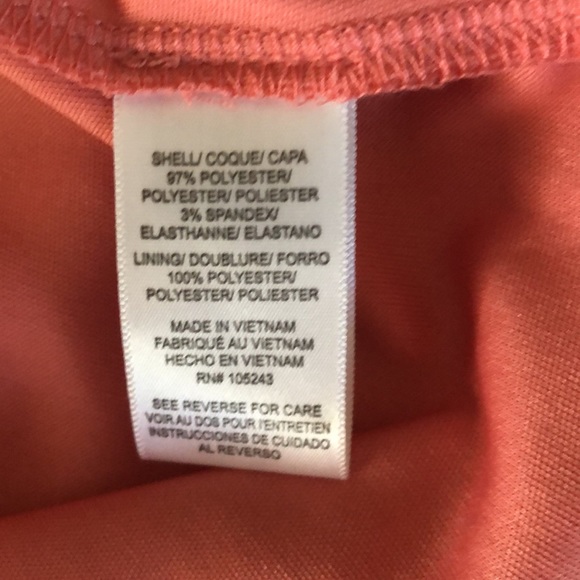 SHELL/ COQUE/ CAPA
97% POLYESTER/
POLYESTER/ POLIESTER
3% SPANDEX/
ELASTHANNE/ ELASTANO
LINING/ DOUBLURE/ FORRO
100% POLYESTER/
POLYESTER/ POLIESTER
MADE IN VIETNAM
FABRIQUÉ AU VIETNAM
HECHO EN VIETNAM
RN# 105243
SEE REVERSE FOR CARE
VOIR AU DOS POUR l'ENTRETIEN
INSTRUCCIONES DE CUIDADO
AL REVERSO